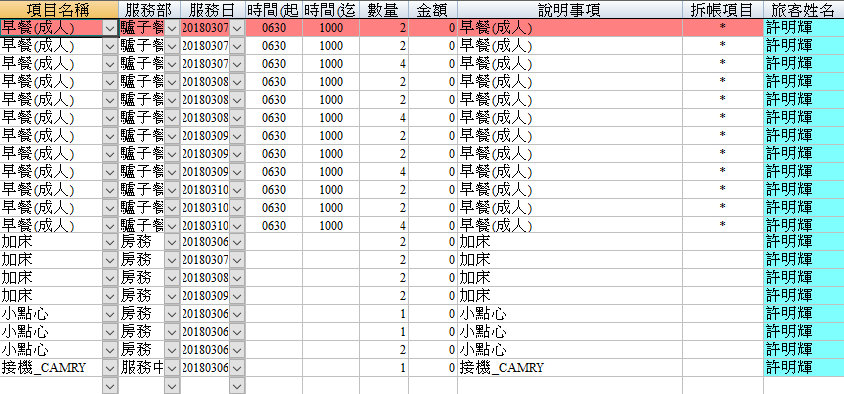 項目名稱 服務部 服務日 時間(起 時間(迄 數量 金額 說明事項 拆帳項目 旅客姓名
早餐(成人) 驢子餐 20180307 0630 1000 2 0 早餐(成人) * 許明輝
早餐(成人) 驢子餐 20180307 0630 1000 2 0 早餐(成人) * 許明輝
早餐(成人) 驢子餐 20180307 0630 1000 4 0 早餐(成人) * 許明輝
早餐(成人) 驢子餐 20180308 0630 1000 2 0 早餐(成人) * 許明輝
早餐(成人) 驢子餐 20180308 0630 1000 2 0 早餐(成人) * 許明輝
早餐(成人) 驢子餐 20180308 0630 1000 4 0 早餐(成人) * 許明輝
早餐(成人) 驢子餐 20180309 0630 1000 2 0 早餐(成人) * 許明輝
早餐(成人) 驢子餐 20180309 0630 1000 2 0 早餐(成人) * 許明輝
早餐(成人) 驢子餐 20180309 0630 1000 4 0 早餐(成人) * 許明輝
早餐(成人) 驢子餐 20180310 0630 1000 2 0 早餐(成人) * 許明輝
早餐(成人) 驢子餐 20180310 0630 1000 2 0 早餐(成人) * 許明輝
早餐(成人) 驢子餐 20180310 0630 1000 4 0 早餐(成人) * 許明輝
加床 房務 20180306 2 0 加床 許明輝
加床 房務 20180307 2 0 加床 許明輝
加床 房務 20180308 2 0 加床 許明輝
加床 房務 20180309 2 0 加床 許明輝
小點心 房務 20180306 1 0 小點心 許明輝
小點心 房務 20180306 1 0 小點心 許明輝
小點心 房務 20180306 2 0 小點心 許明輝
接機_CAMRY 服務中 20180306 1 0 接機_CAMRY 許明輝